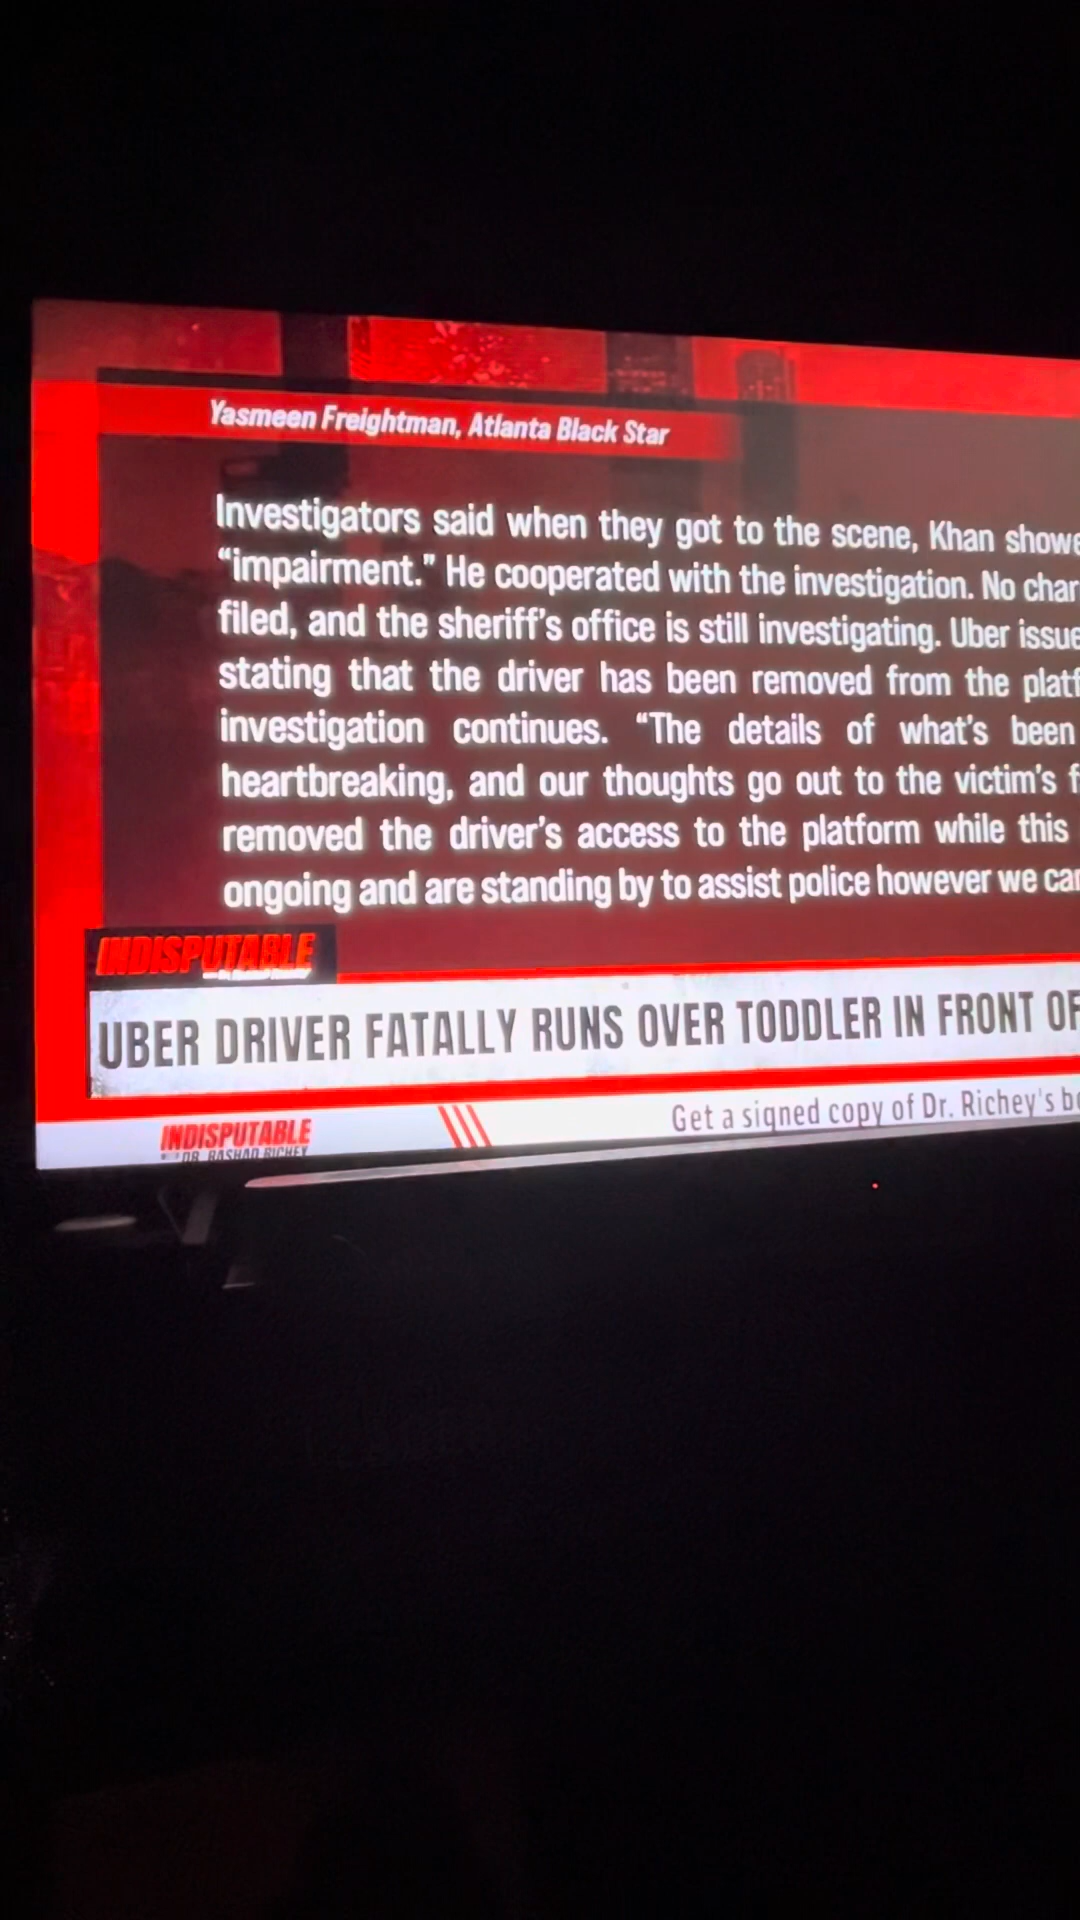 Yasmeen Freightman, Atlanta Black Star
Investigators said when they got to the scene, Khan showe
“impairment.” He cooperated with the investigation. No char
filed, and the sheriff’s office is still investigating. Uber issue
stating that the driver has been removed from the platf
investigation continues. “The details of what’s been
heartbreaking, and our thoughts go out to the victim’s f
removed the driver’s access to the platform while this
ongoing and are standing by to assist police however we can
INDISPUTABLE
UBER DRIVER FATALLY RUNS OVER TODDLER IN FRONT OF
Get a signed copy of Dr. Richey's bo
INDISPUTABLE
DR. RASHAD RICHEY